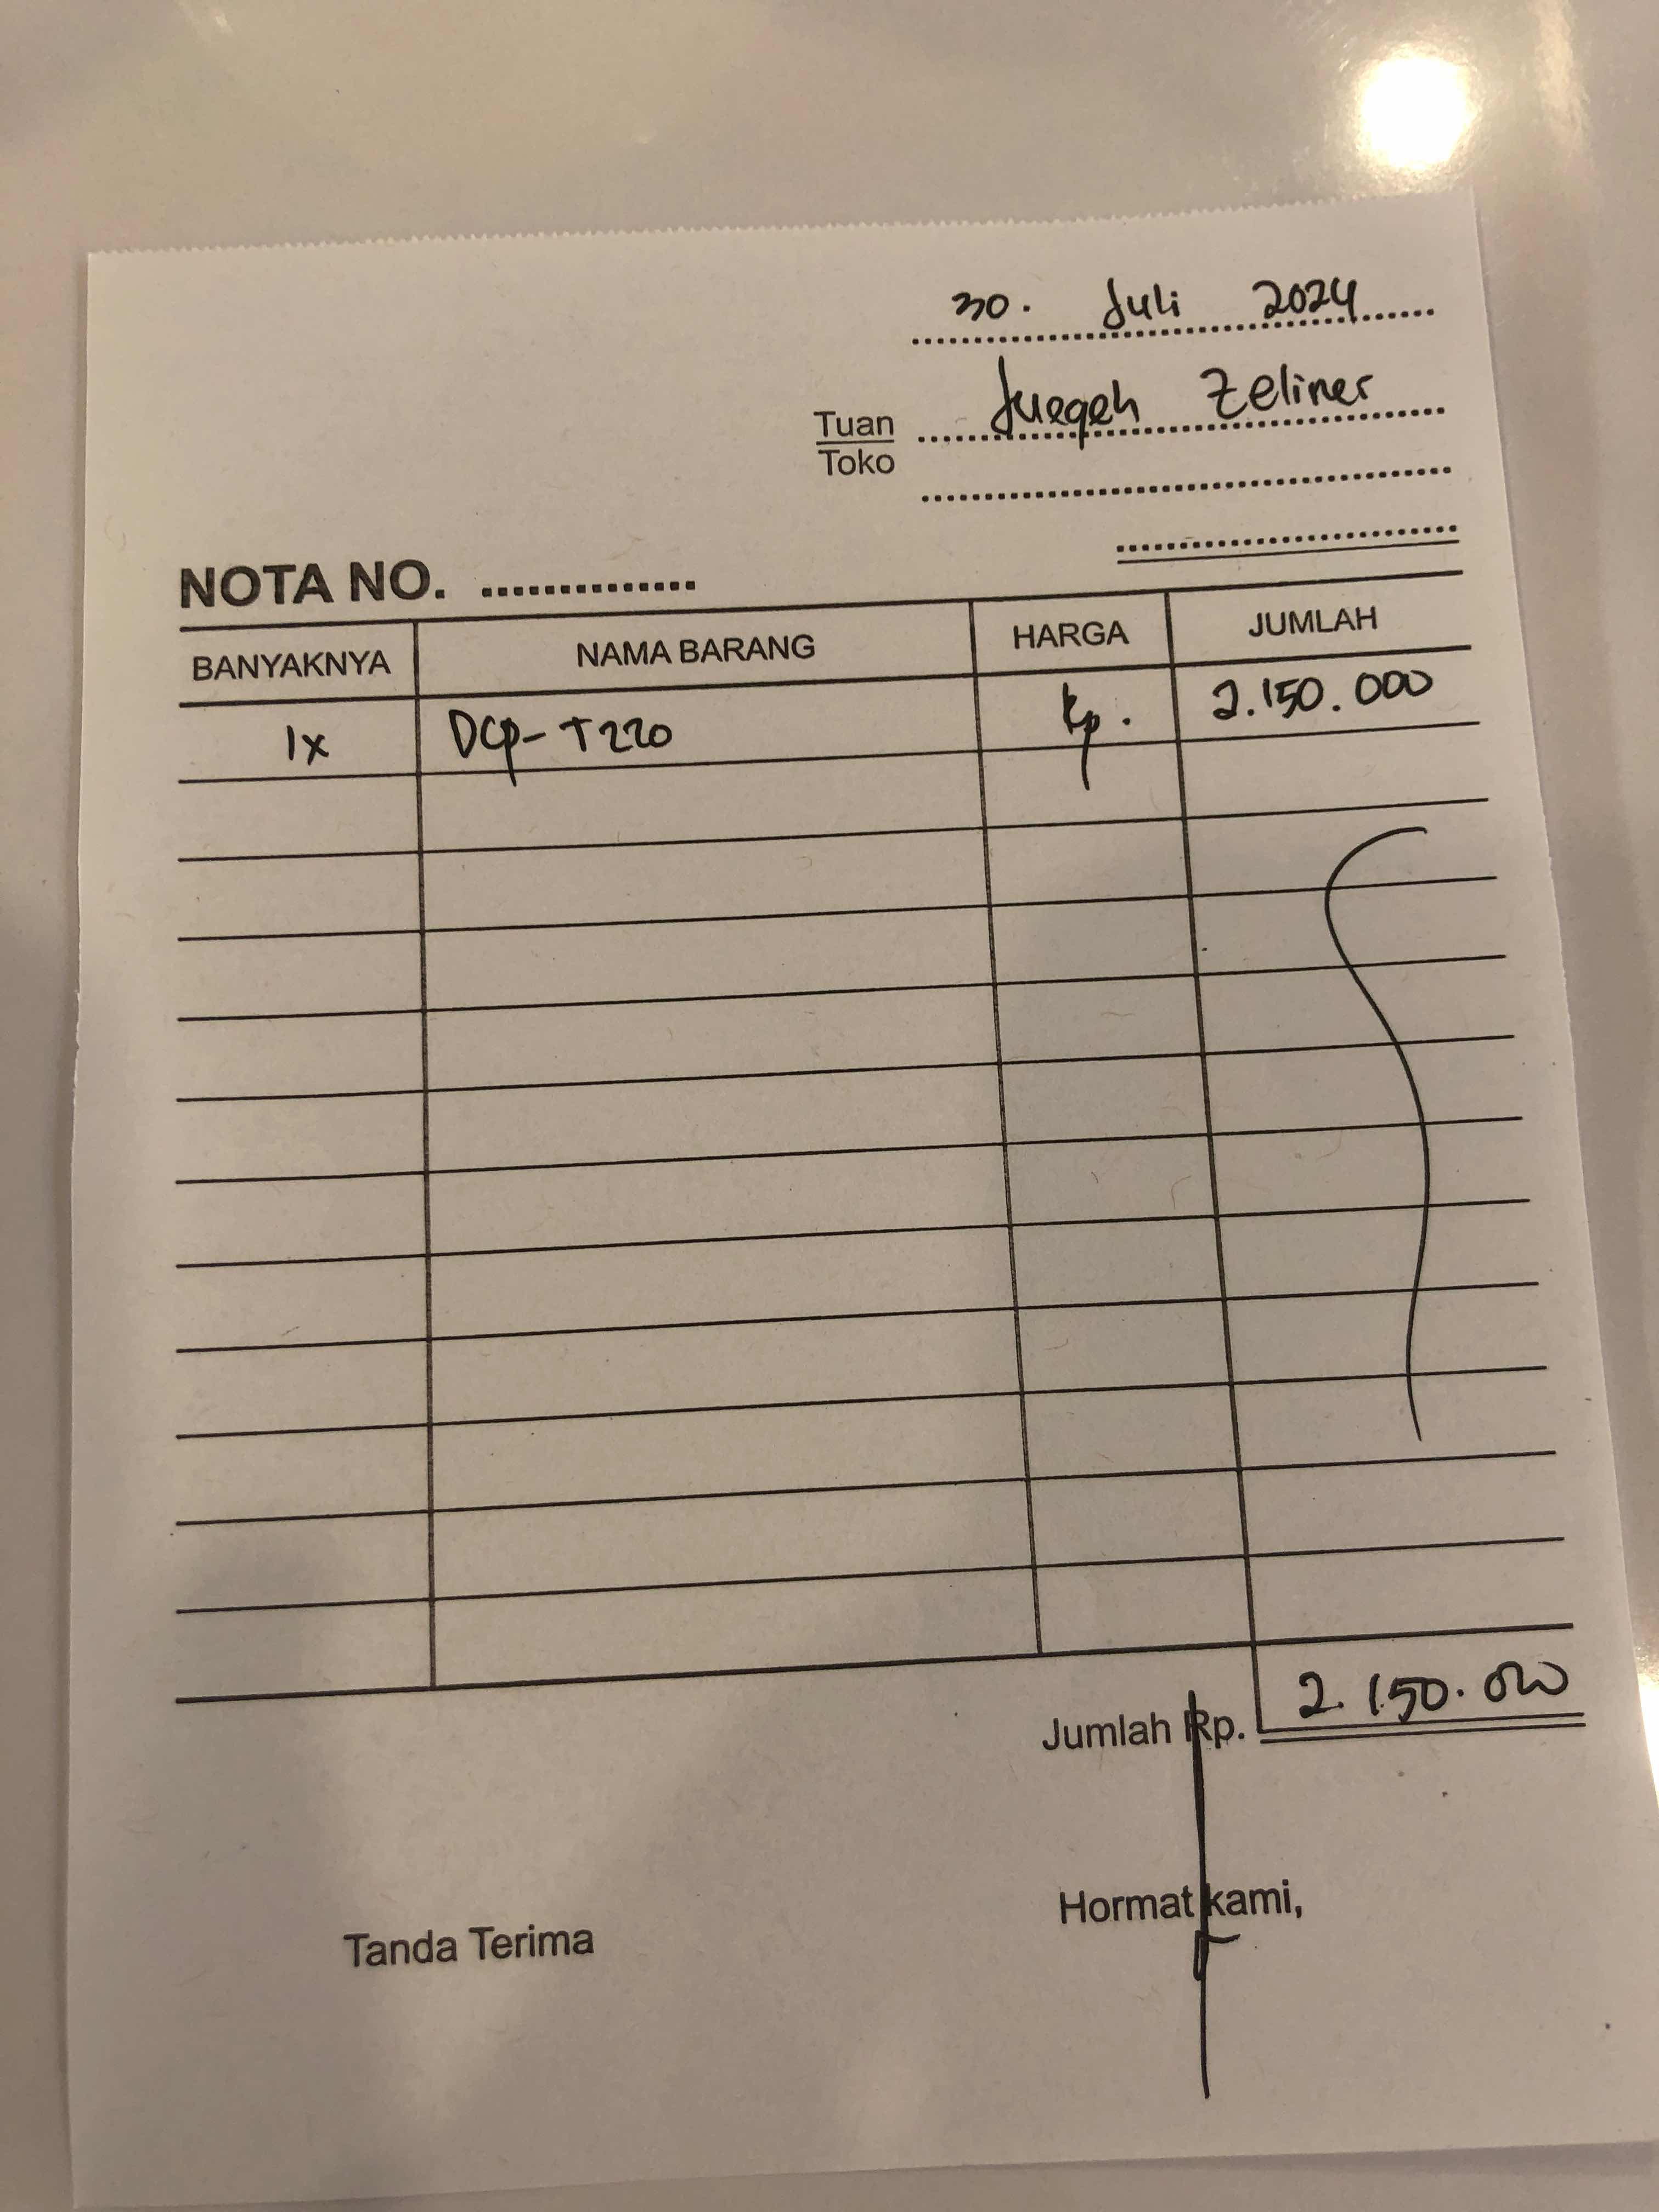 30. Juli 2024
Tuan Jueqeh Zeliner
Toko
NOTA NO. ..............
BANYAKNYA NAMA BARANG HARGA JUMLAH
1x DCP-T220 Rp. 2.150.000
Jumlah Rp. 2.150.000
Tanda Terima Hormat kami,